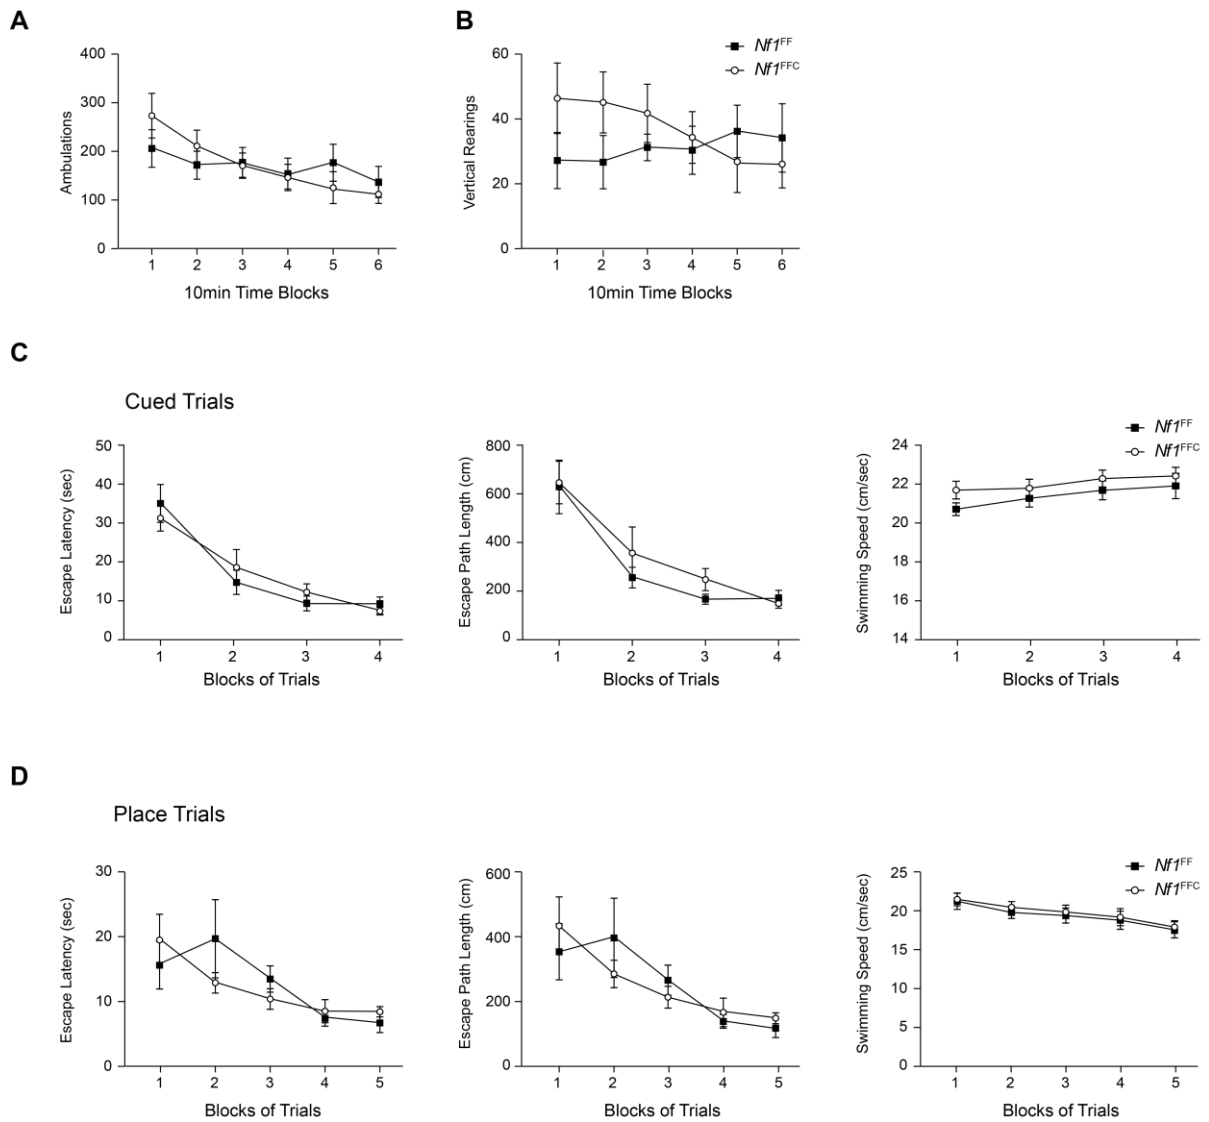 A
B
Nf1FF
Nf1FFC
400
300
200
100
0
Ambulations
1 2 3 4 5 6
10min Time Blocks
60
40
20
0
Vertical Rearings
1 2 3 4 5 6
10min Time Blocks
C
Cued Trials
50
40
30
20
10
0
Escape Latency (sec)
1 2 3 4
Blocks of Trials
800
600
400
200
0
Escape Path Length (cm)
1 2 3 4
Blocks of Trials
Nf1FF
Nf1FFC
24
22
20
18
16
14
Swimming Speed (cm/sec)
1 2 3 4
Blocks of Trials
D
Place Trials
30
20
10
0
Escape Latency (sec)
1 2 3 4 5
Blocks of Trials
600
400
200
0
Escape Path Length (cm)
1 2 3 4 5
Blocks of Trials
Nf1FF
Nf1FFC
25
20
15
10
5
0
Swimming Speed (cm/sec)
1 2 3 4 5
Blocks of Trials